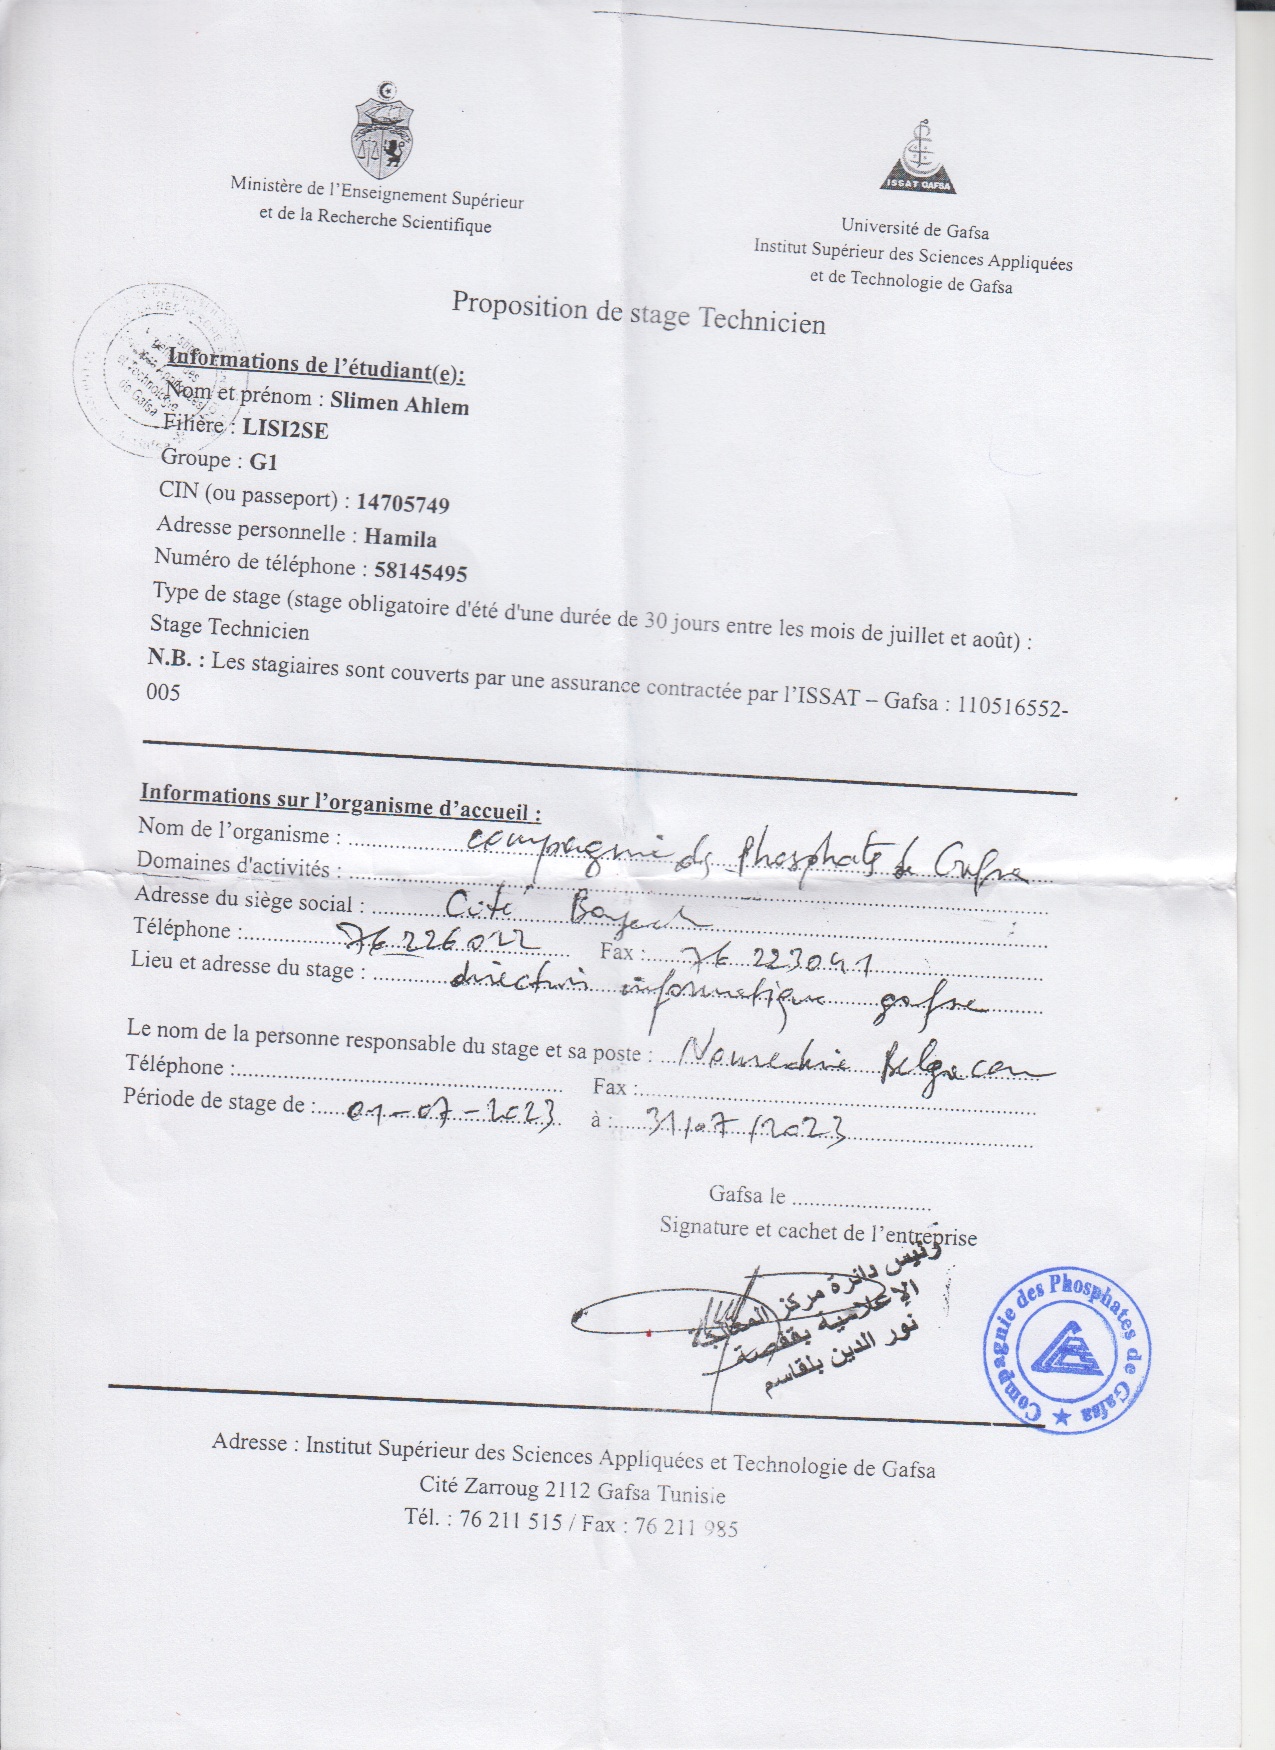 Ministère de l'Enseignement Supérieur
et de la Recherche Scientifique
ISSAT GAFSA
Université de Gafsa
Institut Supérieur des Sciences Appliquées
et de Technologie de Gafsa
Proposition de stage Technicien
Informations de l'étudiant(e):
Nom et prénom : Slimen Ahlem
Filière : LISI2SE
Groupe : G1
CIN (ou passeport) : 14705749
Adresse personnelle : Hamila
Numéro de téléphone : 58145495
Type de stage (stage obligatoire d'été d'une durée de 30 jours entre les mois de juillet et août) :
Stage Technicien
N.B. : Les stagiaires sont couverts par une assurance contractée par l'ISSAT – Gafsa : 110516552-
005
Informations sur l'organisme d'accueil :
Nom de l'organisme : compagnie des Phosphates de Gafsa
Domaines d'activités :
Adresse du siège social : Cité
Téléphone : 76 226 022 Fax : 76 223041
Lieu et adresse du stage : direction informatique gafsa
Le nom de la personne responsable du stage et sa poste : Noureddine Belgacem
Téléphone : Fax :
Période de stage de : 01-07-2023 à : 31/07/2023
Gafsa le
Signature et cachet de l'entreprise
رئيس دائرة مركز المعالجة
الإعلامية بقفصة
نور الدين بلقاسم
Compagnie des Phosphates de Gafsa
Adresse : Institut Supérieur des Sciences Appliquées et Technologie de Gafsa
Cité Zarroug 2112 Gafsa Tunisie
Tél. : 76 211 515 / Fax : 76 211 985